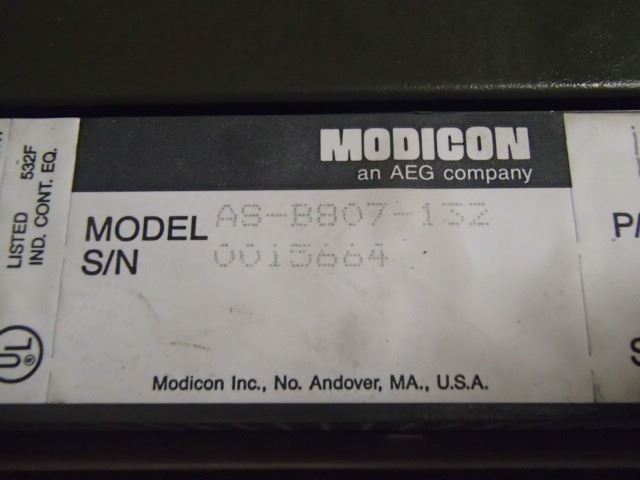 LISTED 532F
IND. CONT. EQ.
UL®
MODICON
an AEG company
MODEL AS-B807-132
S/N 0015664
Modicon Inc., No. Andover, MA., U.S.A.
P/
S